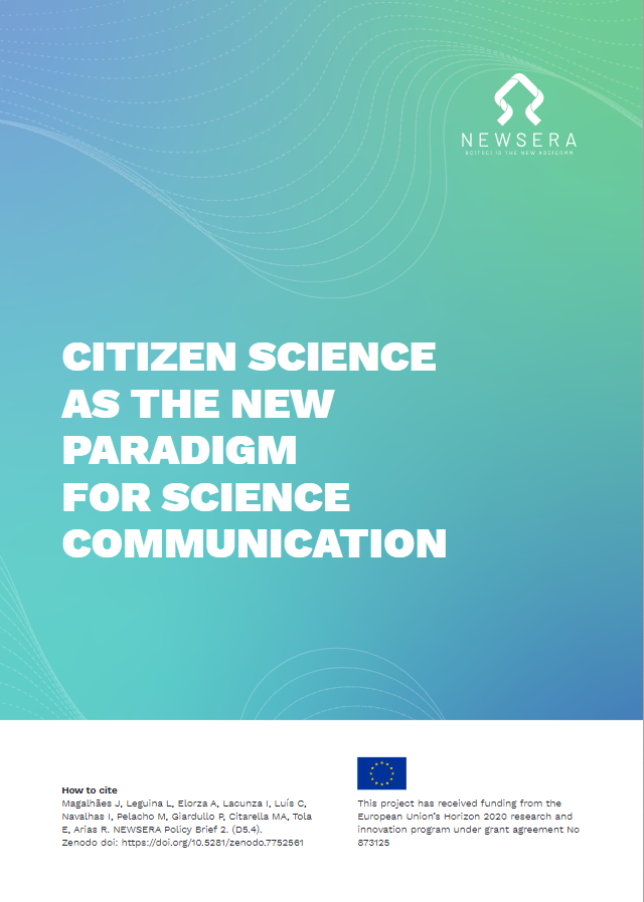 NEWSERA
CITIZEN SCIENCE
AS THE NEW
PARADIGM
FOR SCIENCE
COMMUNICATION
How to cite
Magalhães J, Leguina L, Elorza A, Lacunza I, Luís C,
Navalhas I, Pelacho M, Giardullo P, Citarella MA, Tola
E, Arias R. NEWSERA Policy Brief 2. (D5.4).
Zenodo doi: https://doi.org/10.5281/zenodo.7752561
This project has received funding from the
European Union's Horizon 2020 research and
innovation program under grant agreement No
873125